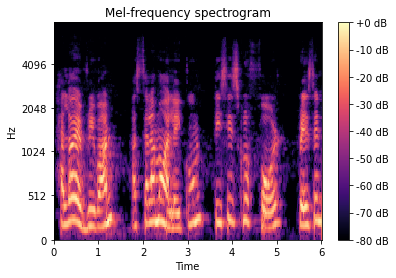 Mel-frequency spectrogram
+0 dB
-10 dB
-20 dB
-30 dB
-40 dB
-50 dB
-60 dB
-70 dB
-80 dB
Hz
4096
2048
1024
512
0
0 1 2 3 4 5 6
Time